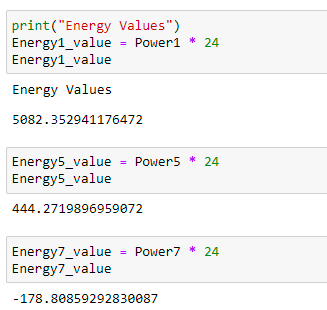 print("Energy Values")
Energy1_value = Power1 * 24
Energy1_value
Energy Values
5082.352941176472
Energy5_value = Power5 * 24
Energy5_value
444.2719896959072
Energy7_value = Power7 * 24
Energy7_value
-178.80859292830087